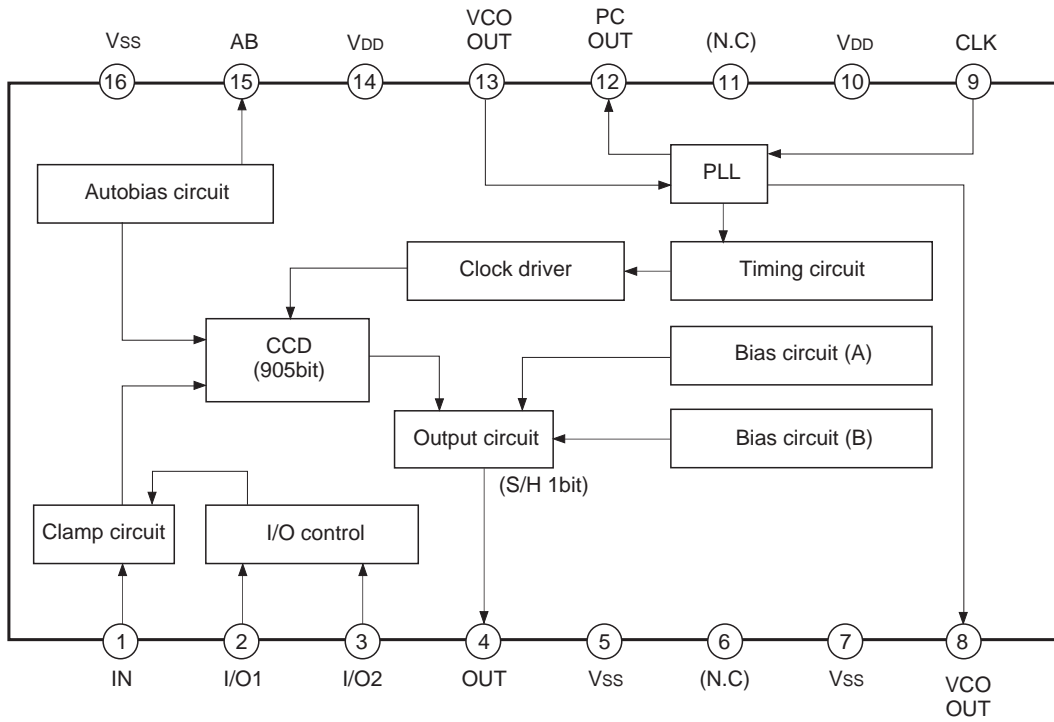 VSS
AB
VDD
VCO
OUT
PC
OUT
(N.C)
VDD
CLK
16
15
14
13
12
11
10
9
Autobias circuit
PLL
Clock driver
Timing circuit
CCD
(905bit)
Bias circuit (A)
Output circuit
Bias circuit (B)
(S/H 1bit)
Clamp circuit
I/O control
1
2
3
4
5
6
7
8
IN
I/O1
I/O2
OUT
VSS
(N.C)
VSS
VCO
OUT